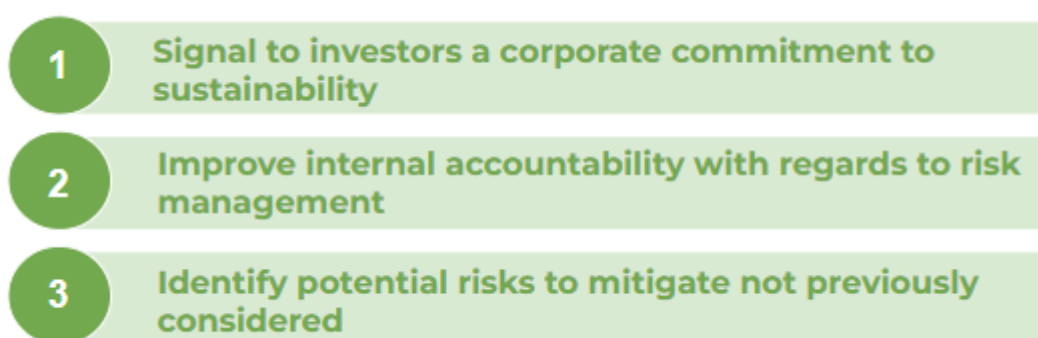 1
Signal to investors a corporate commitment to
sustainability
2
Improve internal accountability with regards to risk
management
3
Identify potential risks to mitigate not previously
considered